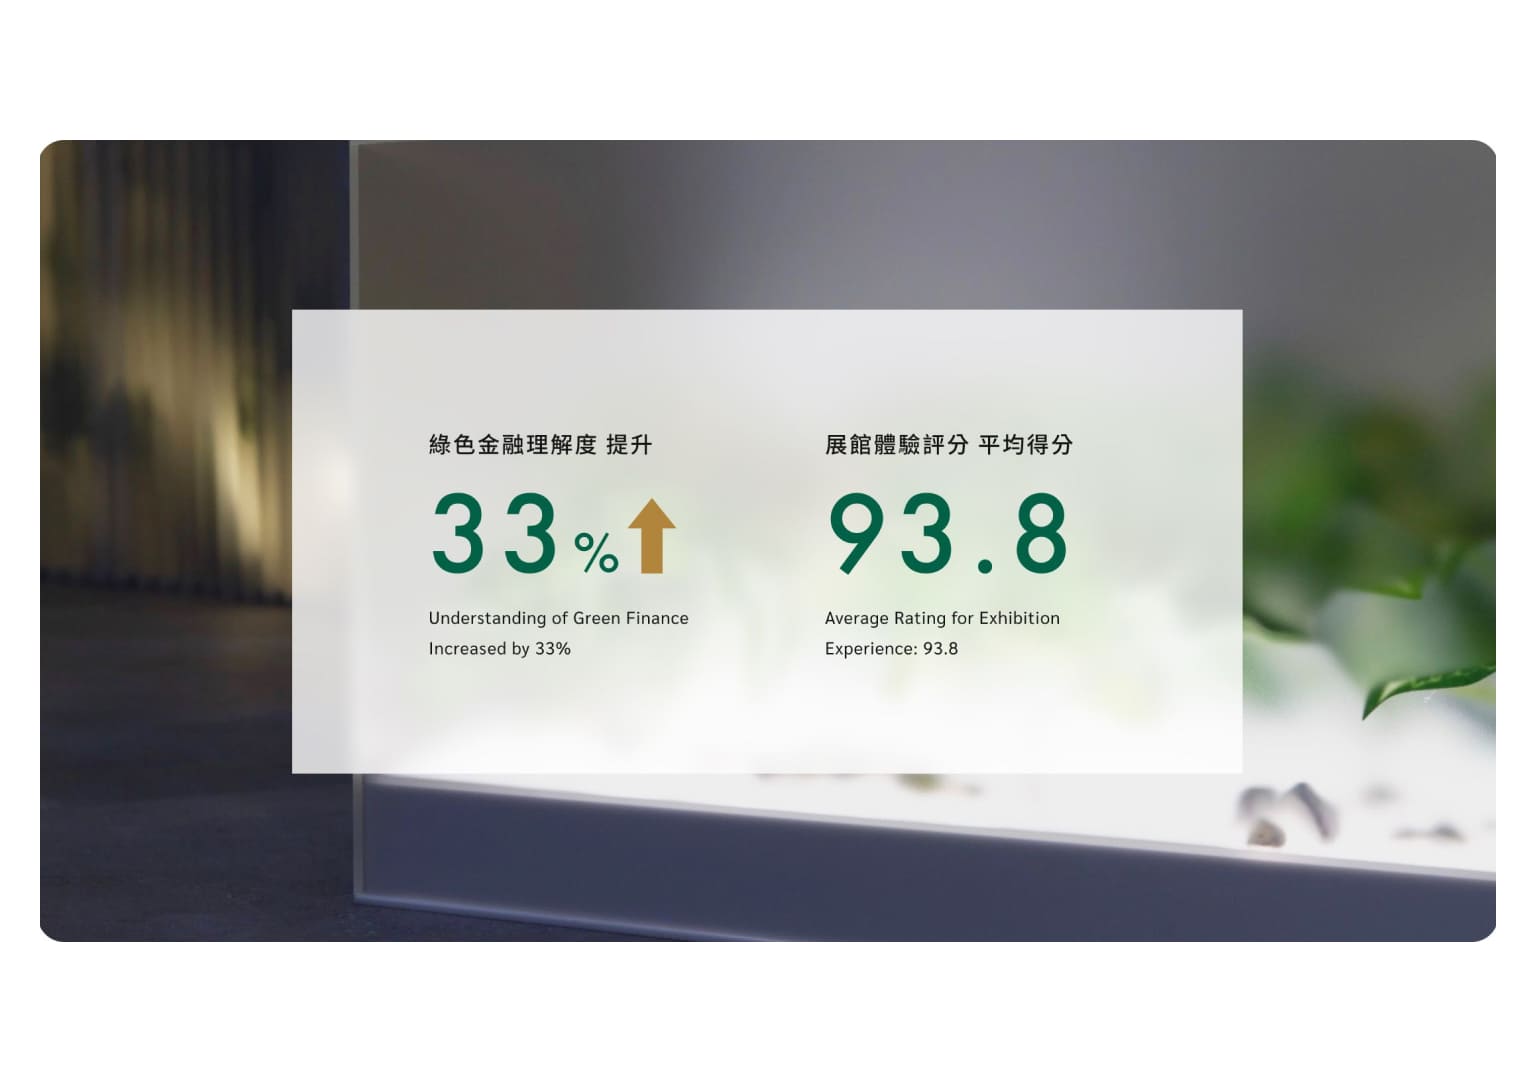 綠色金融理解度 提升
33%
Understanding of Green Finance
Increased by 33%
展館體驗評分 平均得分
93.8
Average Rating for Exhibition
Experience: 93.8